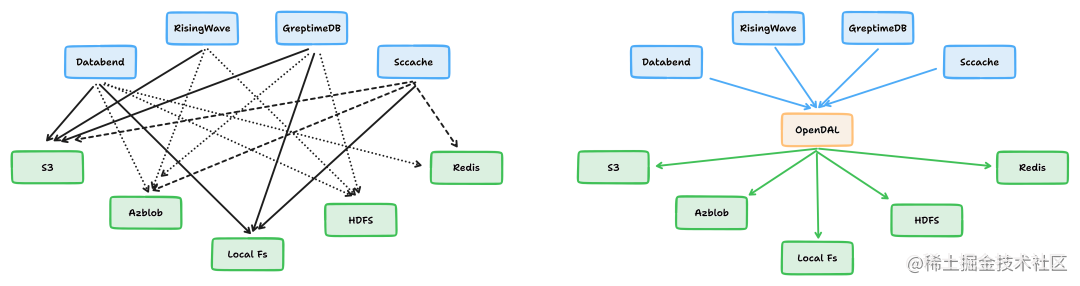 RisingWave
GreptimeDB
Databend
Sccache
S3
Redis
Azblob
HDFS
Local Fs
RisingWave
GreptimeDB
Databend
Sccache
OpenDAL
S3
Redis
Azblob
HDFS
Local Fs
@稀土掘金技术社区